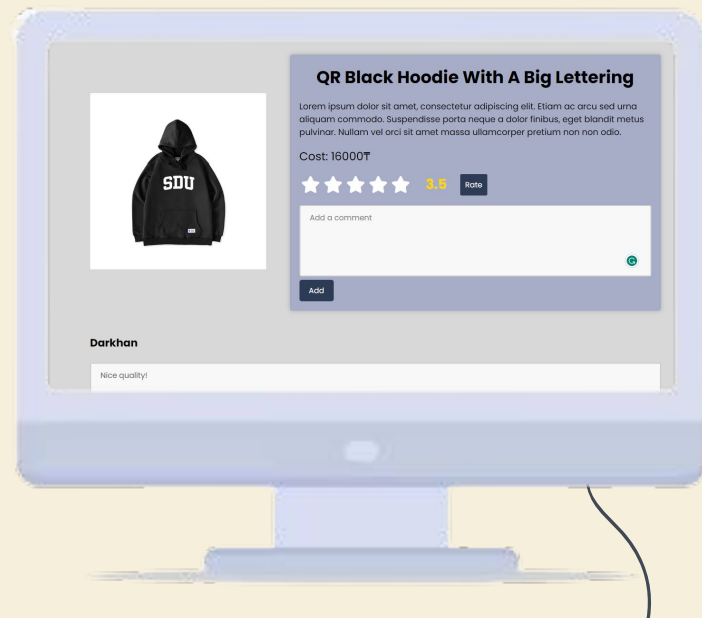 QR Black Hoodie With A Big Lettering
Lorem ipsum dolor sit amet, consectetur adipiscing elit. Etiam ac arcu sed urna
aliquam commodo. Suspendisse porta neque a dolor finibus, eget blandit metus
pulvinar. Nullam vel orci sit amet massa ullamcorper pretium non non odio.
Cost: 16000₸
3.5 Rate
Add a comment
Add
SDU
Darkhan
Nice quality!